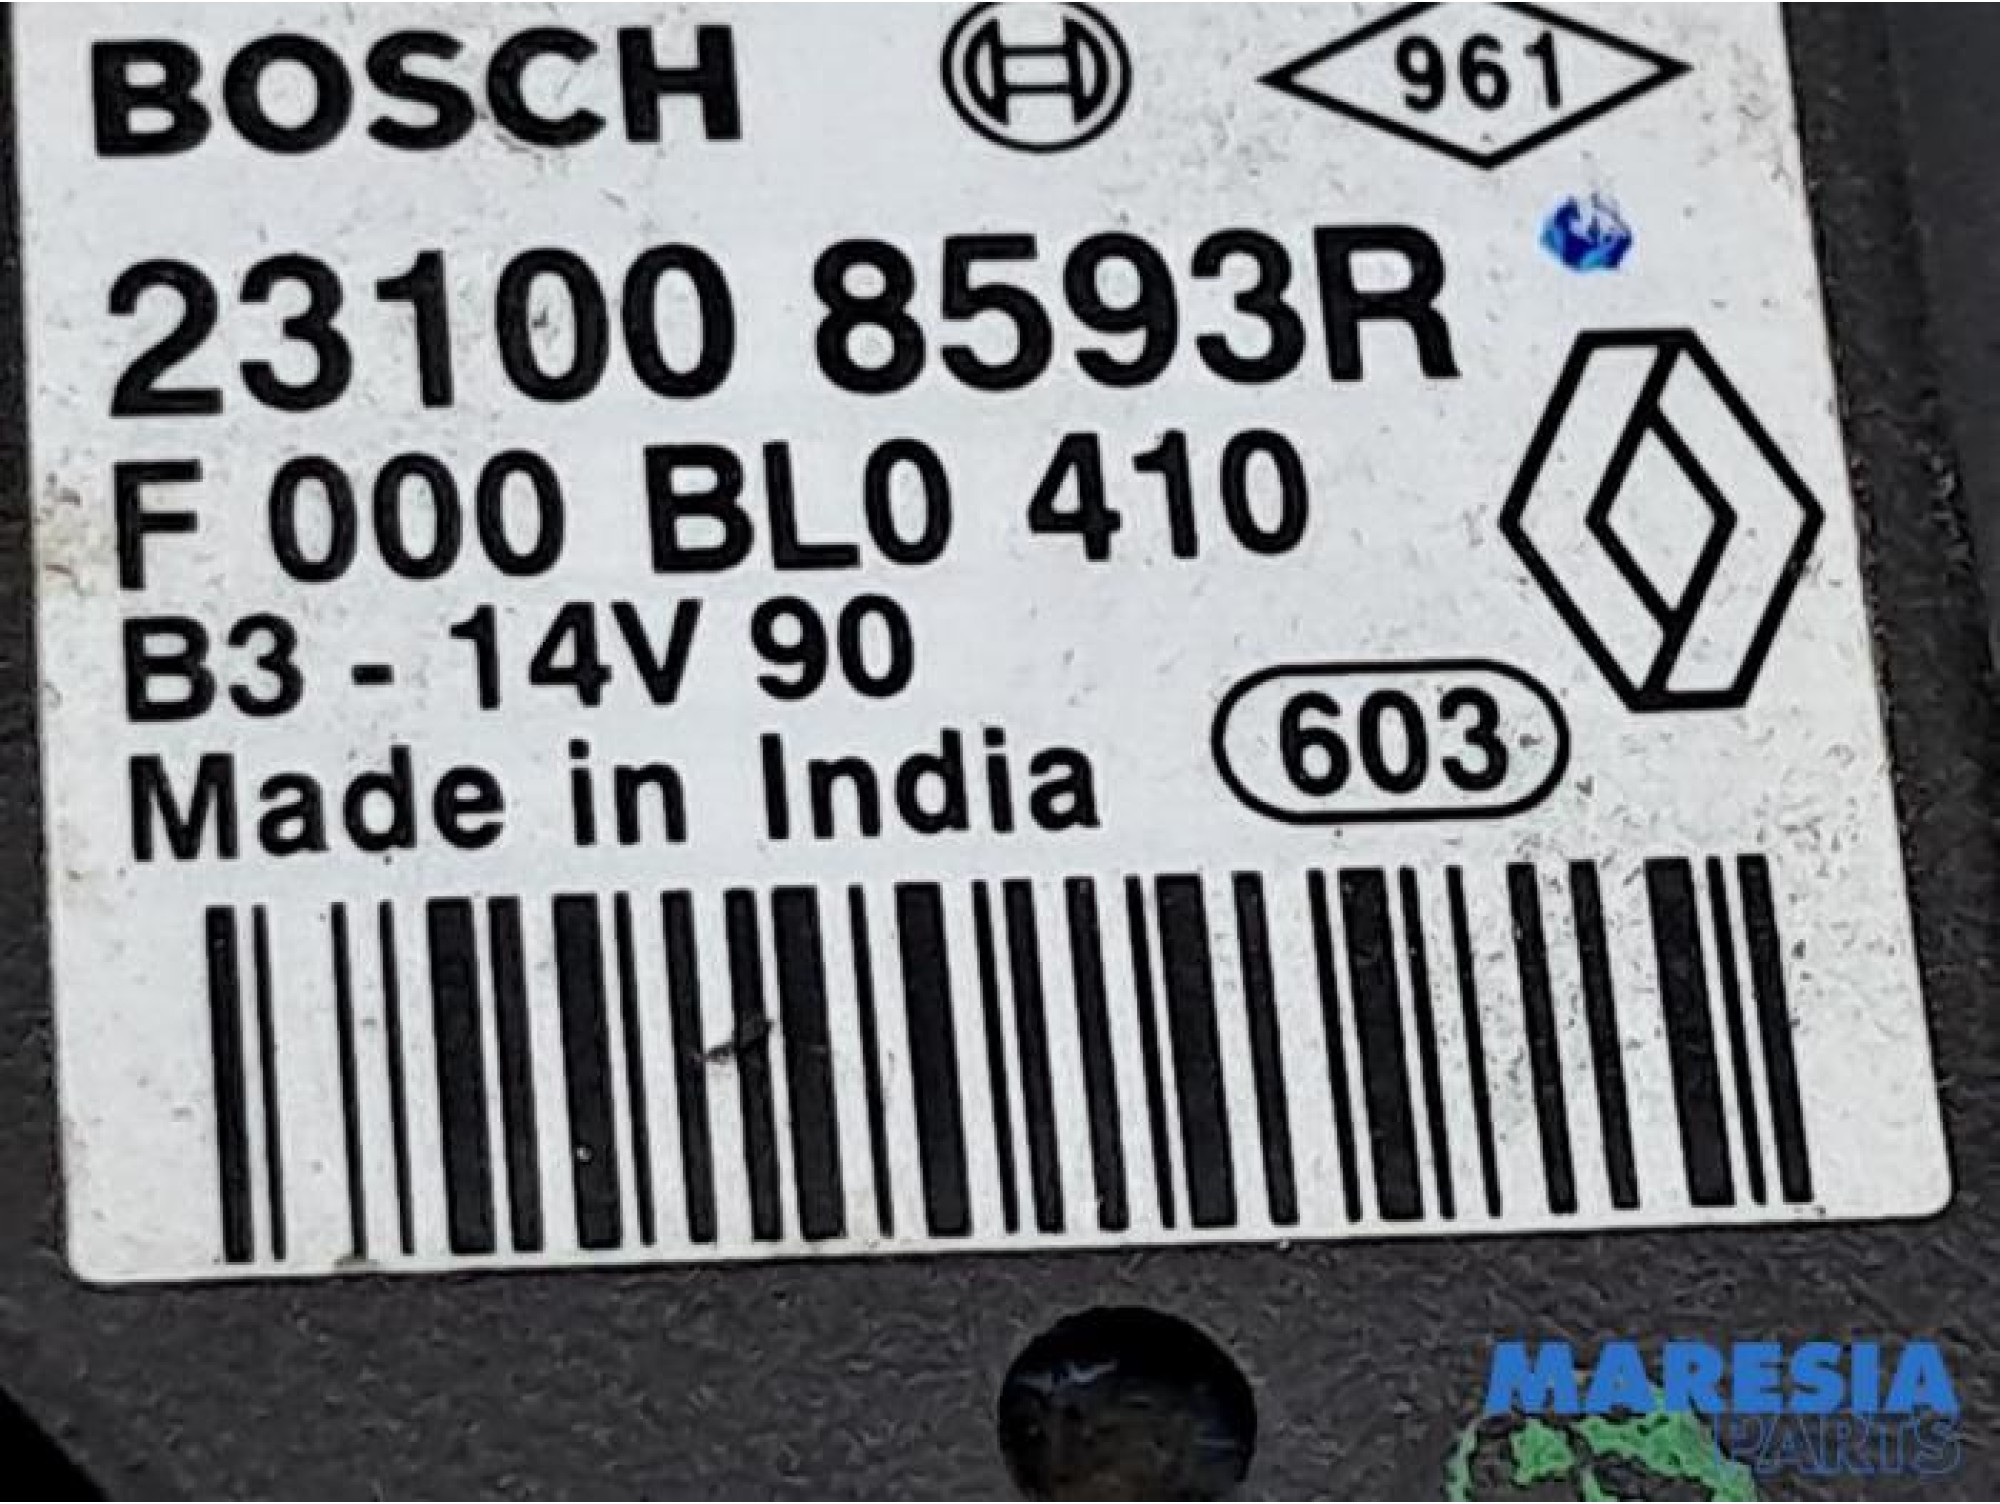 BOSCH 961
23100 8593R
F 000 BL0 410
B3 - 14V 90
Made in India 603
MARESIA
PARTS